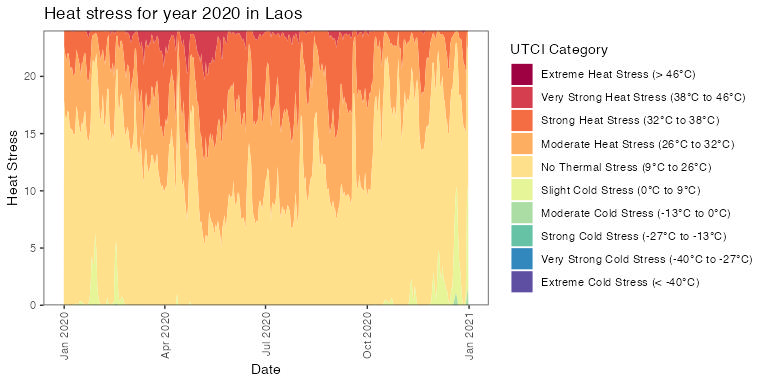 Heat stress for year 2020 in Laos
Heat Stress
20
15
10
5
0
Jan 2020
Apr 2020
Jul 2020
Oct 2020
Jan 2021
Date
UTCI Category
Extreme Heat Stress (> 46°C)
Very Strong Heat Stress (38°C to 46°C)
Strong Heat Stress (32°C to 38°C)
Moderate Heat Stress (26°C to 32°C)
No Thermal Stress (9°C to 26°C)
Slight Cold Stress (0°C to 9°C)
Moderate Cold Stress (-13°C to 0°C)
Strong Cold Stress (-27°C to -13°C)
Very Strong Cold Stress (-40°C to -27°C)
Extreme Cold Stress (< -40°C)